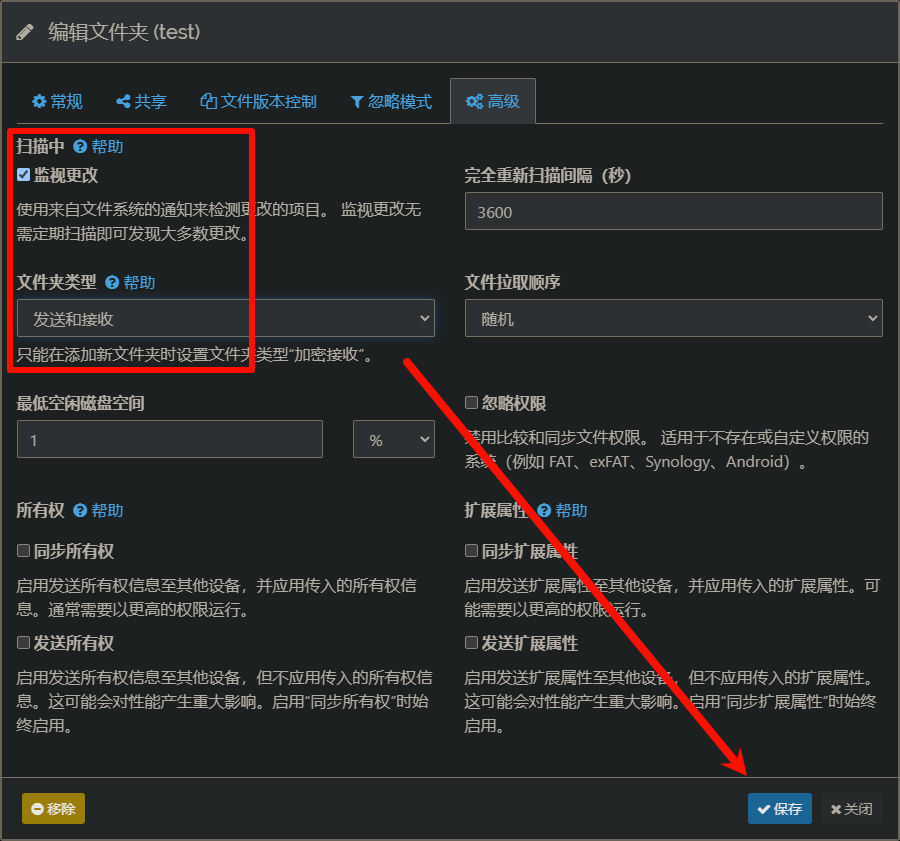 编辑文件夹 (test)
常规 共享 文件版本控制 忽略模式 高级
扫描中 帮助
监视更改
使用来自文件系统的通知来检测更改的项目。 监视更改无
需定期扫描即可发现大多数更改。
完全重新扫描间隔（秒）
3600
文件夹类型 帮助
发送和接收
只能在添加新文件夹时设置文件夹类型“加密接收”。
文件拉取顺序
随机
最低空闲磁盘空间
1 %
忽略权限
禁用比较和同步文件权限。 适用于不存在或自定义权限的
系统（例如 FAT、exFAT、Synology、Android）。
所有权 帮助
同步所有权
启用发送所有权信息至其他设备，并应用传入的所有权信
息。通常需要以更高的权限运行。
发送所有权
启用发送所有权信息至其他设备，但不应用传入的所有权信
息。这可能会对性能产生重大影响。启用“同步所有权”时始
终启用。
扩展属性 帮助
同步扩展属性
启用发送扩展属性至其他设备，并应用传入的扩展属性。可
能需要以更高的权限运行。
发送扩展属性
启用发送扩展属性至其他设备，但不应用传入的扩展属性。
这可能会对性能产生重大影响。启用“同步扩展属性”时始终
启用。
移除 保存 关闭